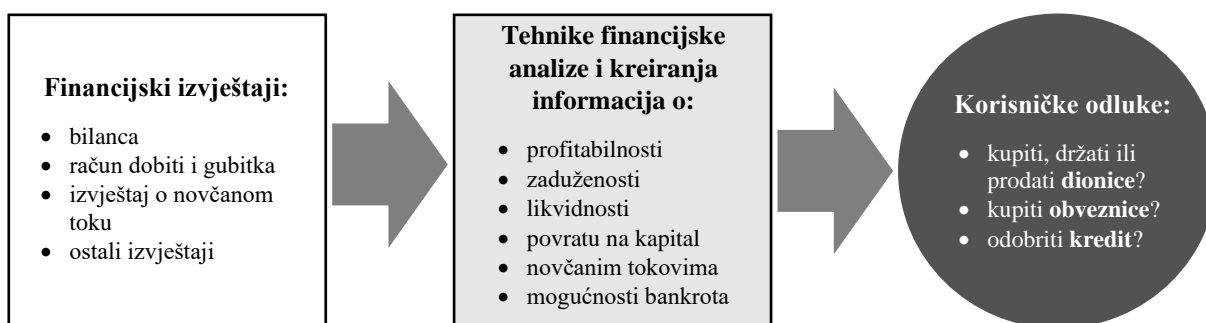 Financijski izvještaji:
• bilanca
• račun dobiti i gubitka
• izvještaj o novčanom
toku
• ostali izvještaji
Tehnike financijske
analize i kreiranja
informacija o:
• profitabilnosti
• zaduženosti
• likvidnosti
• povratu na kapital
• novčanim tokovima
• mogućnosti bankrota
Korisničke odluke:
• kupiti, držati ili
prodati dionice?
• kupiti obveznice?
• odobriti kredit?